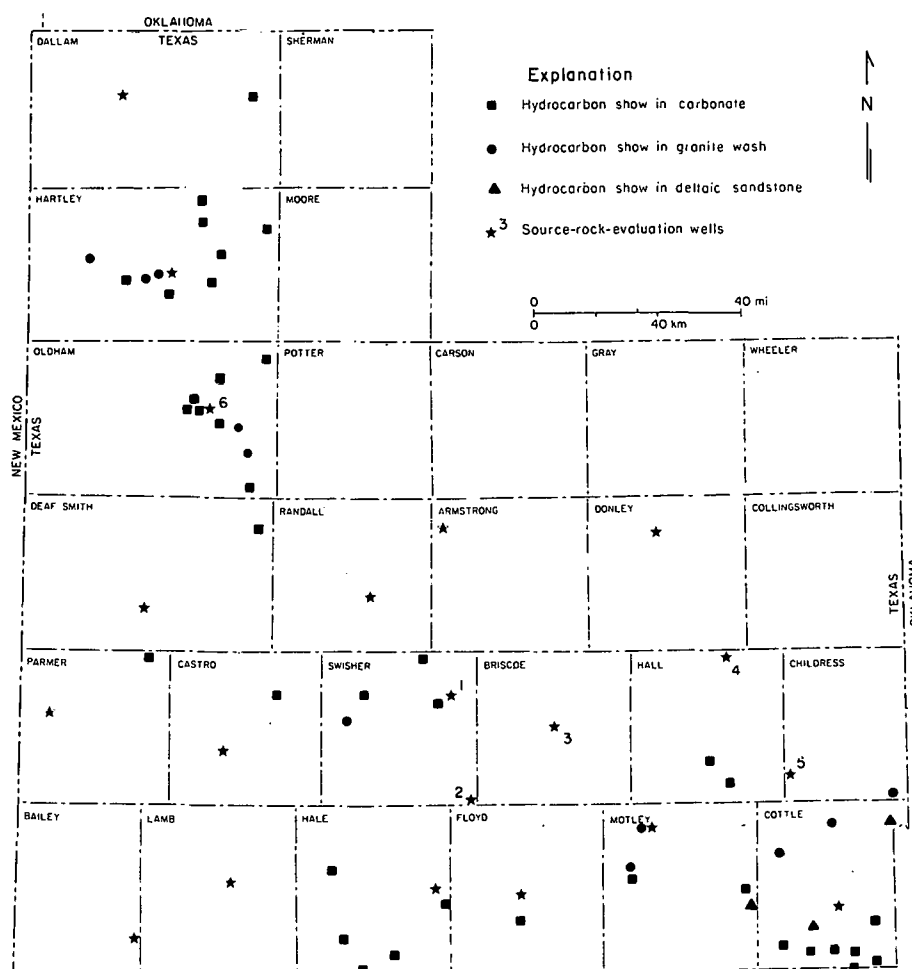 OKLAHOMA
TEXAS
DALLAM
SHERMAN
Explanation
Hydrocarbon show in carbonate
N
Hydrocarbon show in granite wash
Hydrocarbon show in deltaic sandstone
3 Source-rock-evaluation wells
HARTLEY
MOORE
0 40 mi
0 40 km
OLDHAM
POTTER
CARSON
GRAY
WHEELER
6
NEW MEXICO
TEXAS
DEAF SMITH
RANDALL
ARMSTRONG
DONLEY
COLLINGSWORTH
TEXAS
OKLAHOMA
PARMER
CASTRO
SWISHER
BRISCOE
HALL
CHILDRESS
1
4
3
5
2
BAILEY
LAMB
HALE
FLOYD
MOTLEY
COTTLE